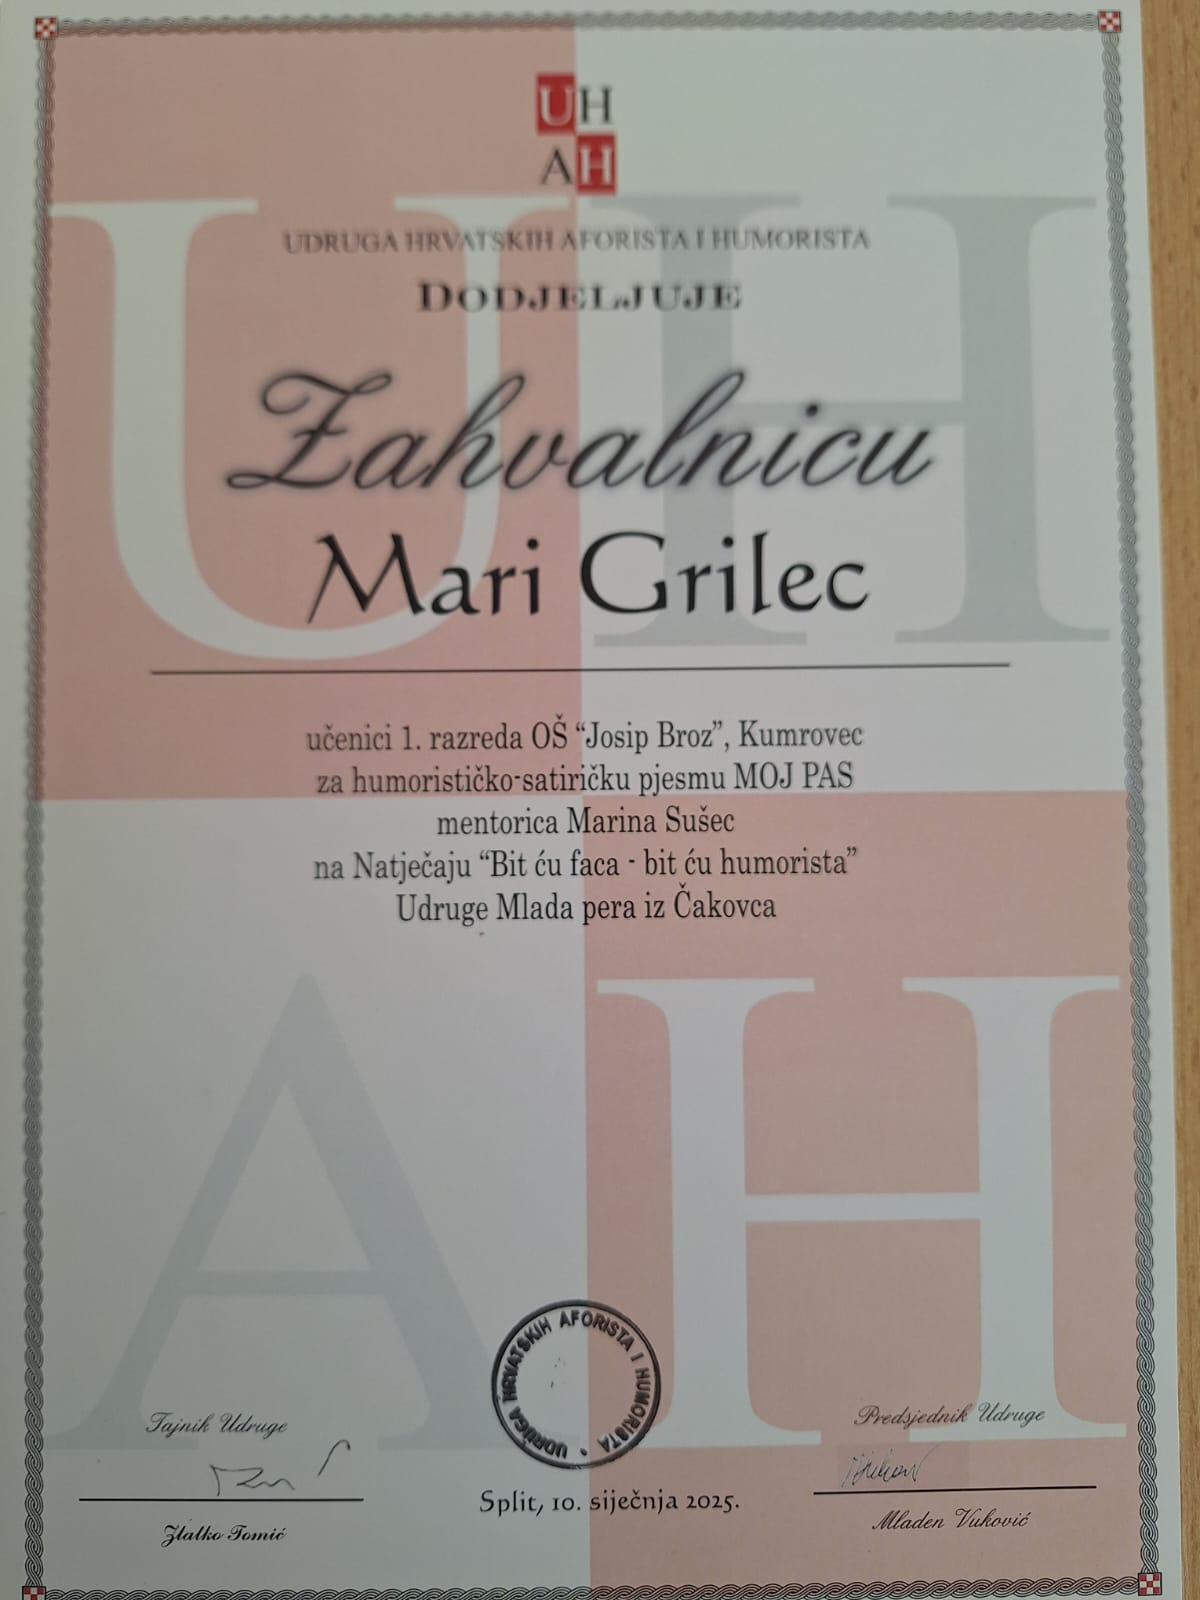 UH
AH
UDRUGA HRVATSKIH AFORISTA I HUMORISTA
DODJELJUJE
Zahvalnicu
Mari Grilec
učenici 1. razreda OŠ “Josip Broz”, Kumrovec
za humorističko-satiričku pjesmu MOJ PAS
mentorica Marina Sušec
na Natječaju “Bit ću faca - bit ću humorista”
Udruge Mlada pera iz Čakovca
UDRUGA HRVATSKIH AFORISTA I HUMORISTA
Tajnik Udruge
Predsjednik Udruge
Split, 10. siječnja 2025.
Zlatko Tomić
Mladen Vuković